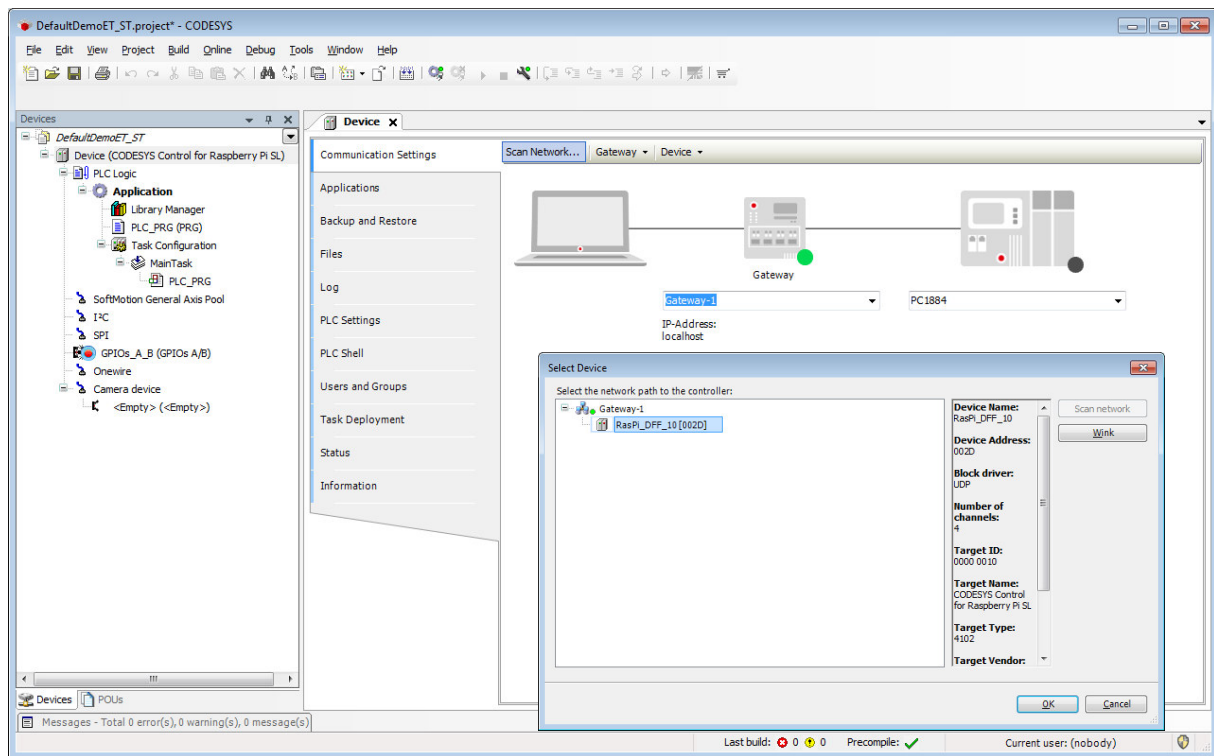 DefaultDemoET_ST.project* - CODESYS
File Edit View Project Build Online Debug Tools Window Help
Devices
DefaultDemoET_ST
Device (CODESYS Control for Raspberry Pi SL)
PLC Logic
Application
Library Manager
PLC_PRG (PRG)
Task Configuration
MainTask
PLC_PRG
SoftMotion General Axis Pool
I²C
SPI
GPIOs_A_B (GPIOs A/B)
Onewire
Camera device
<Empty> (<Empty>)
Devices POUs
Device
Communication Settings
Applications
Backup and Restore
Files
Log
PLC Settings
PLC Shell
Users and Groups
Task Deployment
Status
Information
Scan Network... Gateway Device
Gateway
Gateway-1 PC1884
IP-Address:
localhost
Select Device
Select the network path to the controller:
Gateway-1
RasPi_DFF_10 [002D]
Device Name:
RasPi_DFF_10
Device Address:
002D
Block driver:
UDP
Number of
channels:
4
Target ID:
0000 0010
Target Name:
CODESYS Control
for Raspberry Pi SL
Target Type:
4102
Target Vendor:
Scan network
Wink
OK Cancel
Messages - Total 0 error(s), 0 warning(s), 0 message(s)
Last build: 0 0 Precompile: Current user: (nobody)